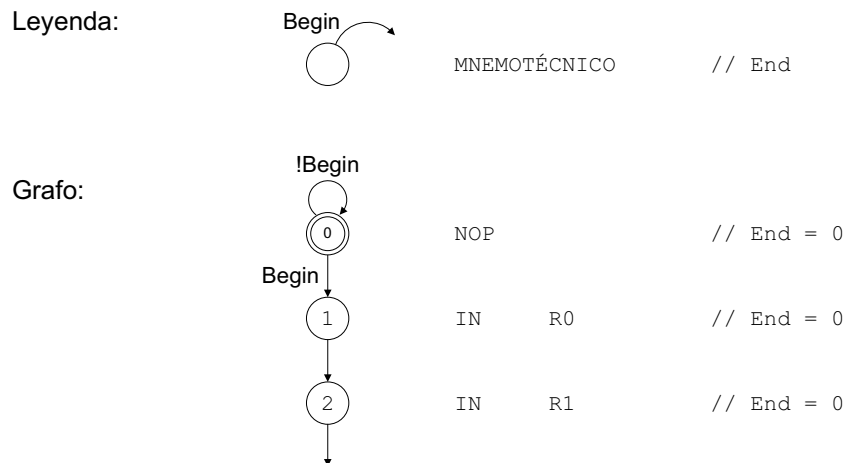 Leyenda:
Begin
MNEMOTÉCNICO // End
Grafo:
!Begin
0 NOP // End = 0
Begin
1 IN R0 // End = 0
2 IN R1 // End = 0